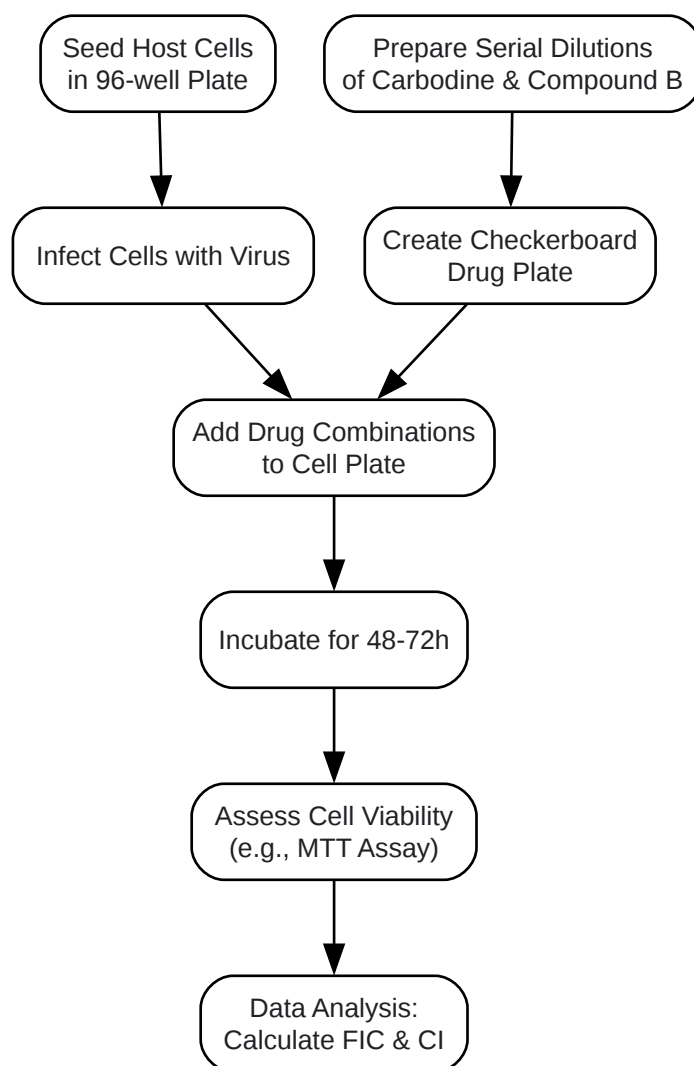 Seed Host Cells
in 96-well Plate
Prepare Serial Dilutions
of Carbodine & Compound B
Infect Cells with Virus
Create Checkerboard
Drug Plate
Add Drug Combinations
to Cell Plate
Incubate for 48-72h
Assess Cell Viability
(e.g., MTT Assay)
Data Analysis:
Calculate FIC & CI